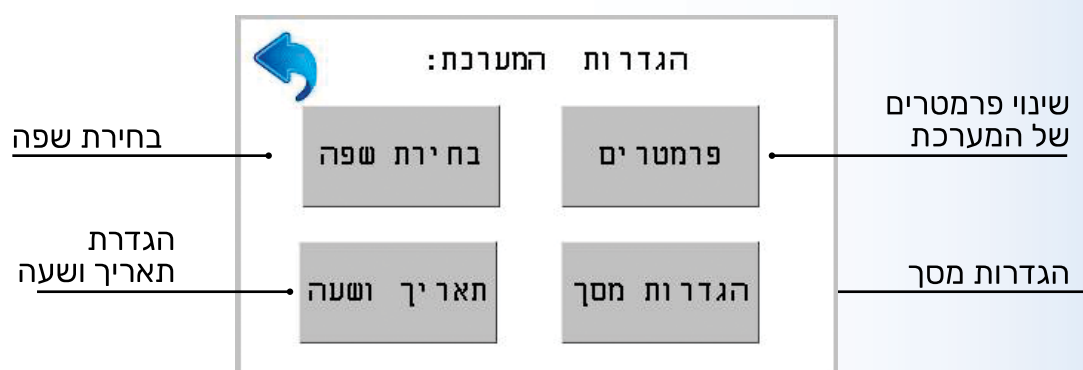 הגדרות המערכת:
שינוי פרמטרים
של המערכת
פרמטרים
בחירת שפה
בחירת שפה
הגדרות מסך
הגדרות מסך
תאריך ושעה
הגדרת
תאריך ושעה